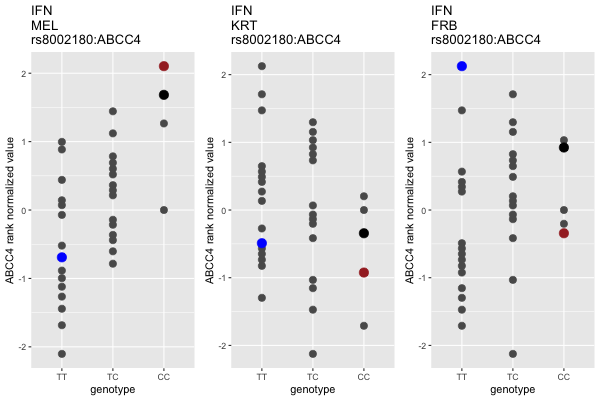 IFN
MEL
rs8002180:ABCC4
ABCC4 rank normalized value
2
1
0
-1
-2
TT TC CC
genotype
IFN
KRT
rs8002180:ABCC4
ABCC4 rank normalized value
2
1
0
-1
-2
TT TC CC
genotype
IFN
FRB
rs8002180:ABCC4
ABCC4 rank normalized value
2
1
0
-1
-2
TT TC CC
genotype